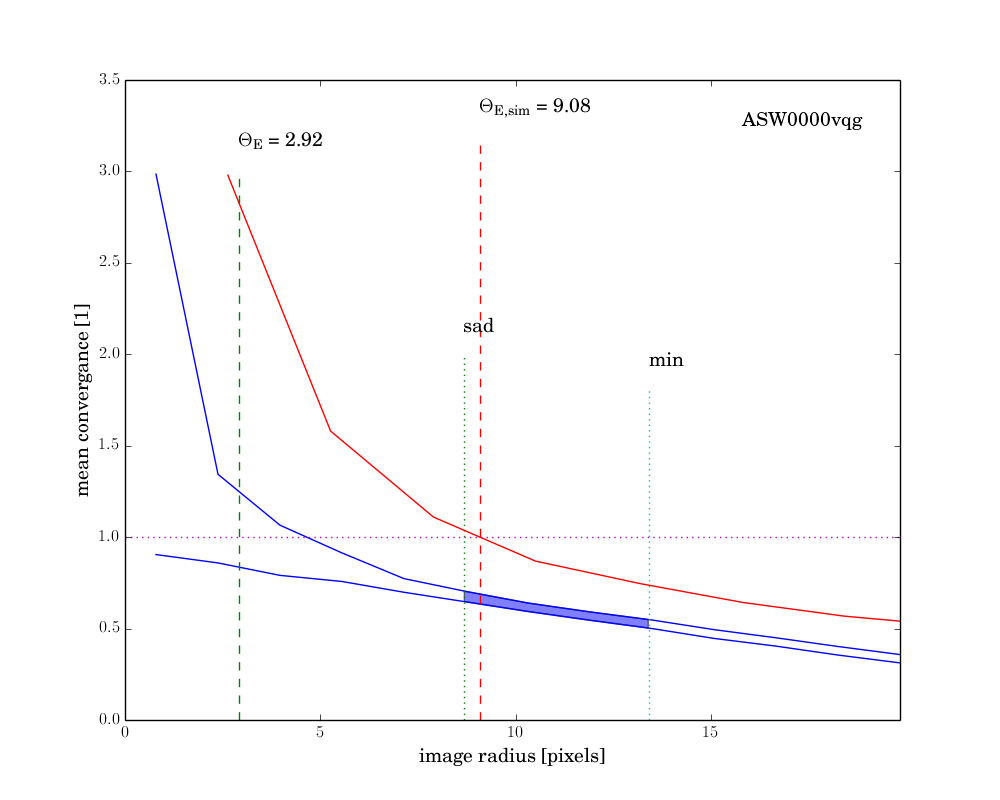 3.5
3.0
2.5
2.0
1.5
1.0
0.5
0.0
0
5
10
15
mean convergance [1]
image radius [pixels]
Θ_E = 2.92
Θ_E,sim = 9.08
ASW0000vqg
sad
min